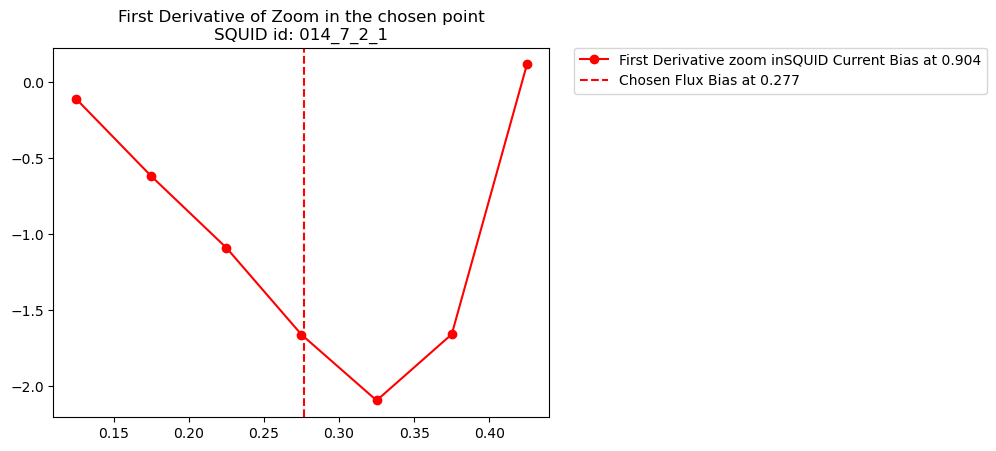 First Derivative of Zoom in the chosen point
SQUID id: 014_7_2_1
First Derivative zoom inSQUID Current Bias at 0.904
Chosen Flux Bias at 0.277
0.0
−0.5
−1.0
−1.5
−2.0
0.15 0.20 0.25 0.30 0.35 0.40